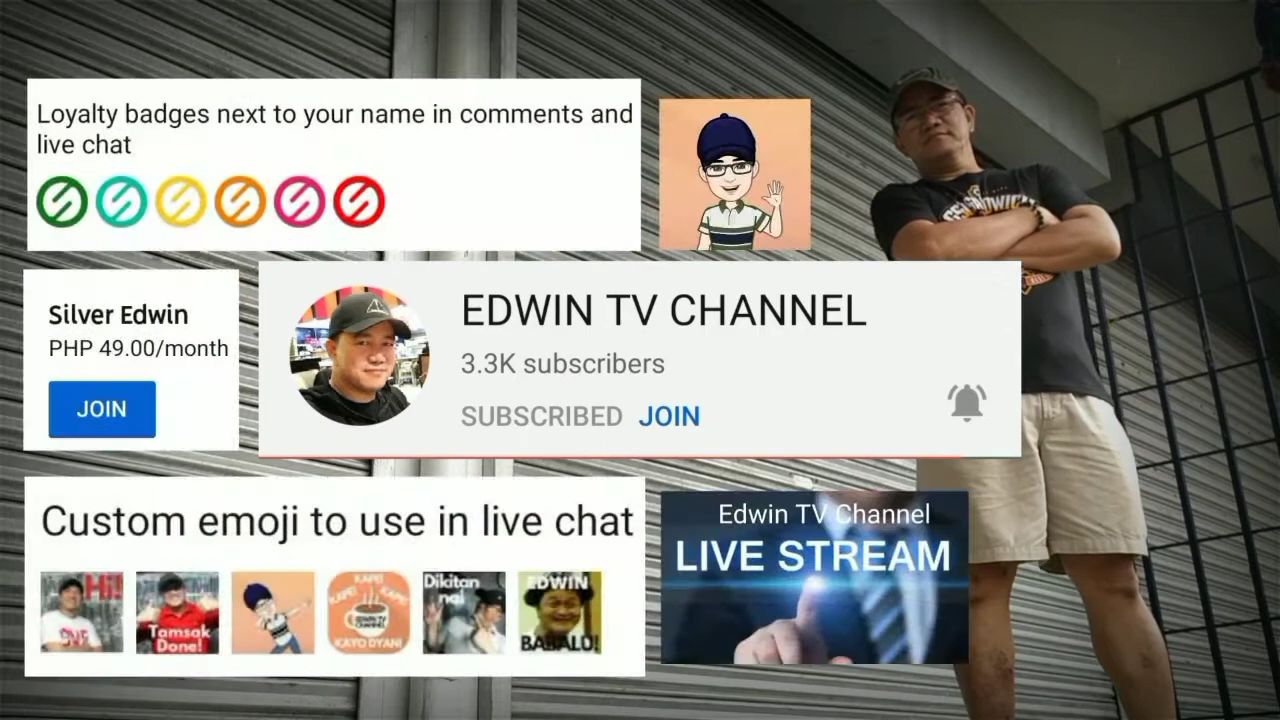 Loyalty badges next to your name in comments and
live chat
Silver Edwin
PHP 49.00/month
JOIN
EDWIN TV CHANNEL
3.3K subscribers
SUBSCRIBED JOIN
Custom emoji to use in live chat
Hi!
Tamsak
Done!
KAPE! KAPE! KAPE!
EDWIN TV
CHANNEL
KAYO DYAN!
Dikitan
na!
EDWIN
Edwin TV Channel
LIVE STREAM